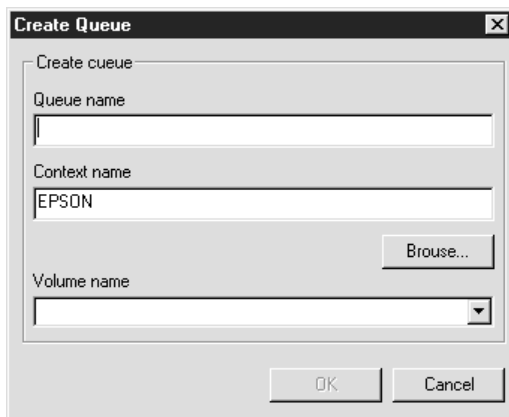 Create Queue
Create cueue
Queue name
Context name
EPSON
Brouse...
Volume name
OK
Cancel